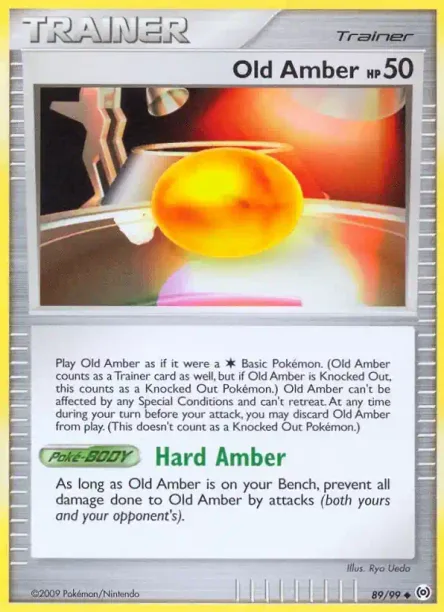 TRAINER
Trainer
Old Amber HP 50
Play Old Amber as if it were a ✶ Basic Pokémon. (Old Amber
counts as a Trainer card as well, but if Old Amber is Knocked Out,
this counts as a Knocked Out Pokémon.) Old Amber can't be
affected by any Special Conditions and can't retreat. At any time
during your turn before your attack, you may discard Old Amber
from play. (This doesn't count as a Knocked Out Pokémon.)
Poké-BODY Hard Amber
As long as Old Amber is on your Bench, prevent all
damage done to Old Amber by attacks (both yours
and your opponent's).
Illus. Ryo Ueda
©2009 Pokémon/Nintendo 89/99 ◆